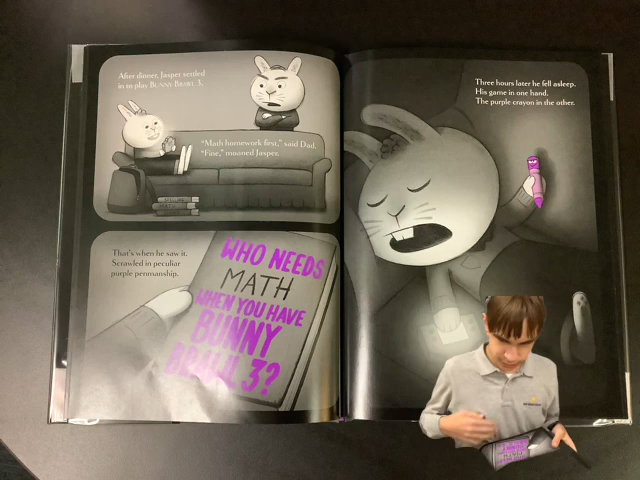 After dinner, Jasper settled
in to play BUNNY BRAWL 3.
"Math homework first," said Dad.
"Fine," moaned Jasper.
SPELLING
MATH
That's when he saw it.
Scrawled in peculiar
purple penmanship.
WHO NEEDS
MATH
WHEN YOU HAVE
BUNNY
BRAWL 3?
Three hours later he fell asleep.
His game in one hand.
The purple crayon in the other.